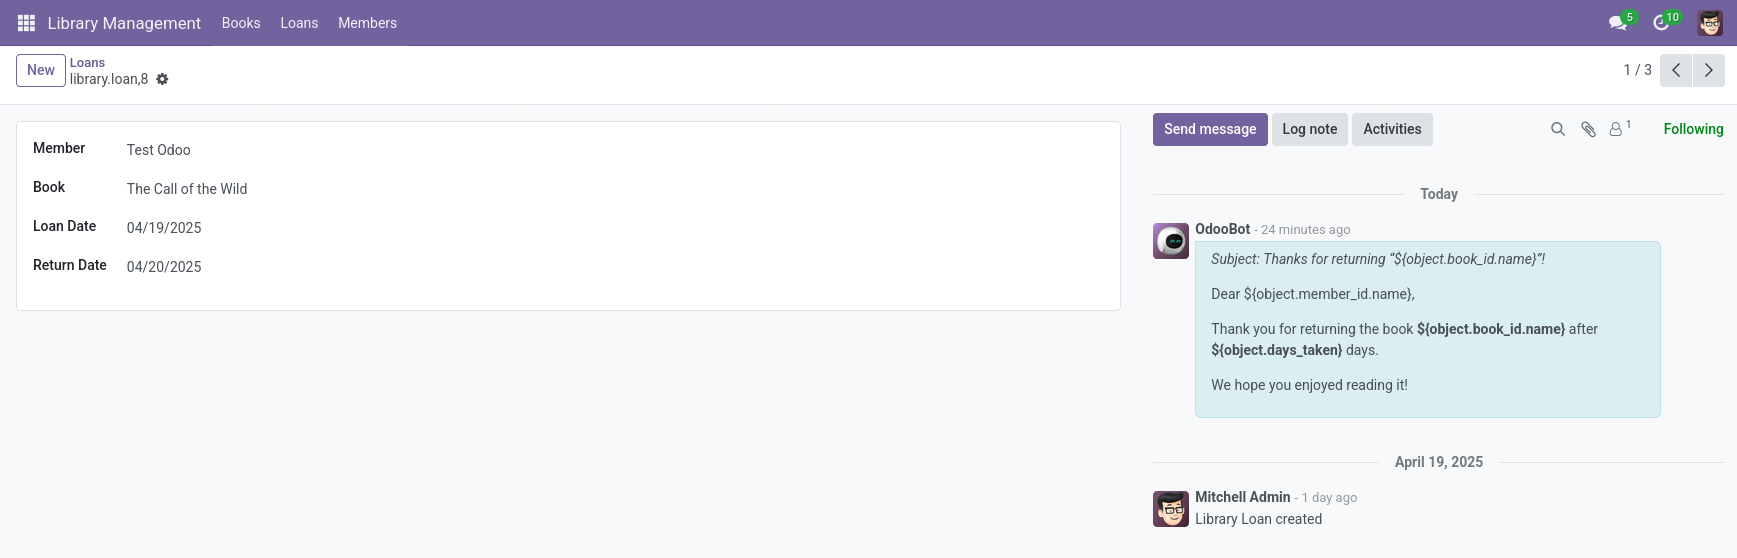 Library Management Books Loans Members 5 10
New Loans
library.loan,8
1 / 3
Member Test Odoo
Book The Call of the Wild
Loan Date 04/19/2025
Return Date 04/20/2025
Send message Log note Activities 1 Following
Today
OdooBot - 24 minutes ago
Subject: Thanks for returning “${object.book_id.name}”!
Dear ${object.member_id.name},
Thank you for returning the book ${object.book_id.name} after
${object.days_taken} days.
We hope you enjoyed reading it!
April 19, 2025
Mitchell Admin - 1 day ago
Library Loan created